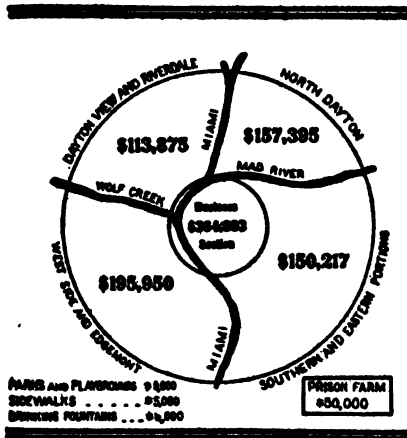 DAYTON VIEW AND RIVERDALE
NORTH DAYTON
MIAMI
$113,875
$157,395
MAD RIVER
WOLF CREEK
Business
Section
$195,950
$150,217
WEST SIDE AND EDGEMONT
SOUTHERN AND EASTERN PORTIONS
MIAMI
PARKS AND PLAYGROUNDS
SIDEWALKS . . . . . . $5,000
DRINKING FOUNTAINS . . .
PRISON FARM
$50,000